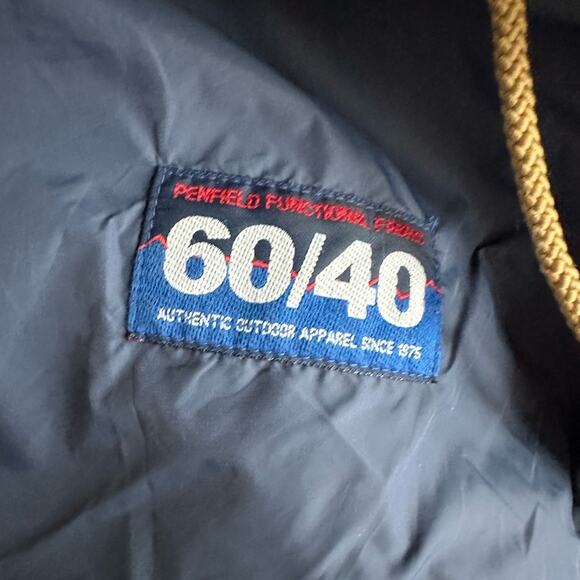 PENFIELD FUNCTIONAL FABRIC
60/40
AUTHENTIC OUTDOOR APPAREL SINCE 1975